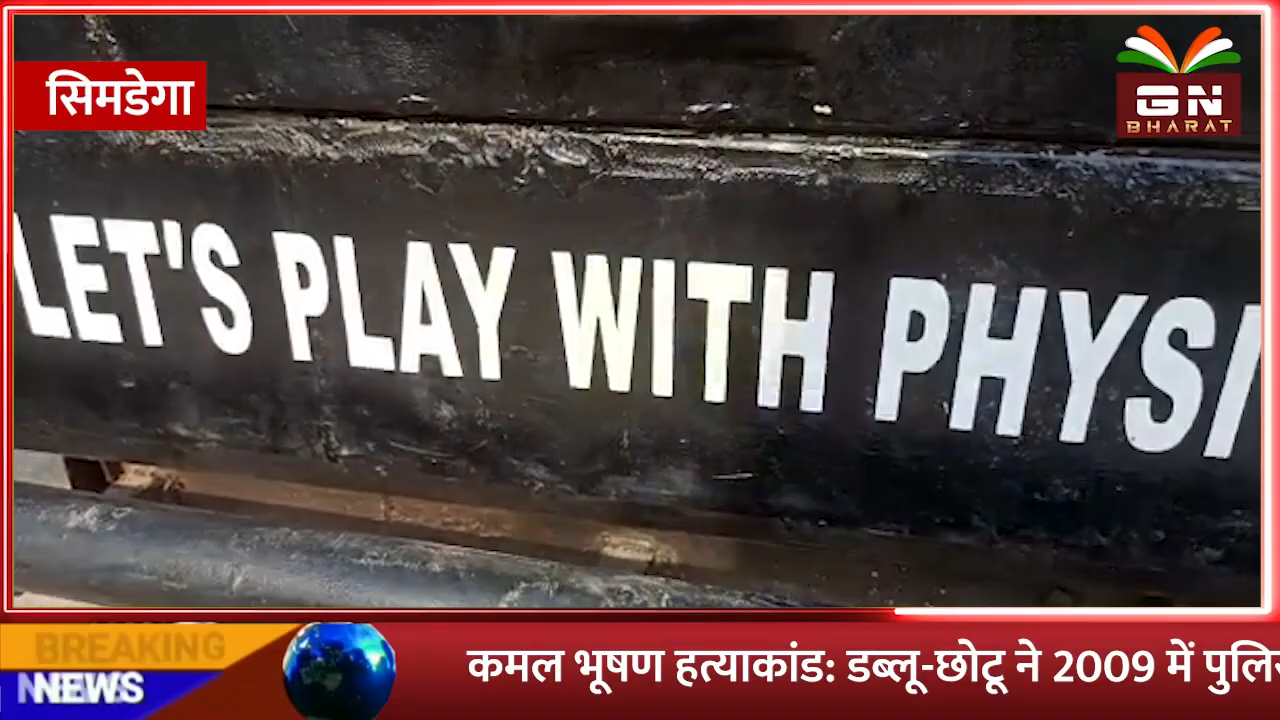 सिमडेगा
GN
BHARAT
LET'S PLAY WITH PHYSI
BREAKING
NEWS
कमल भूषण हत्याकांड: डब्लू-छोटू ने 2009 में